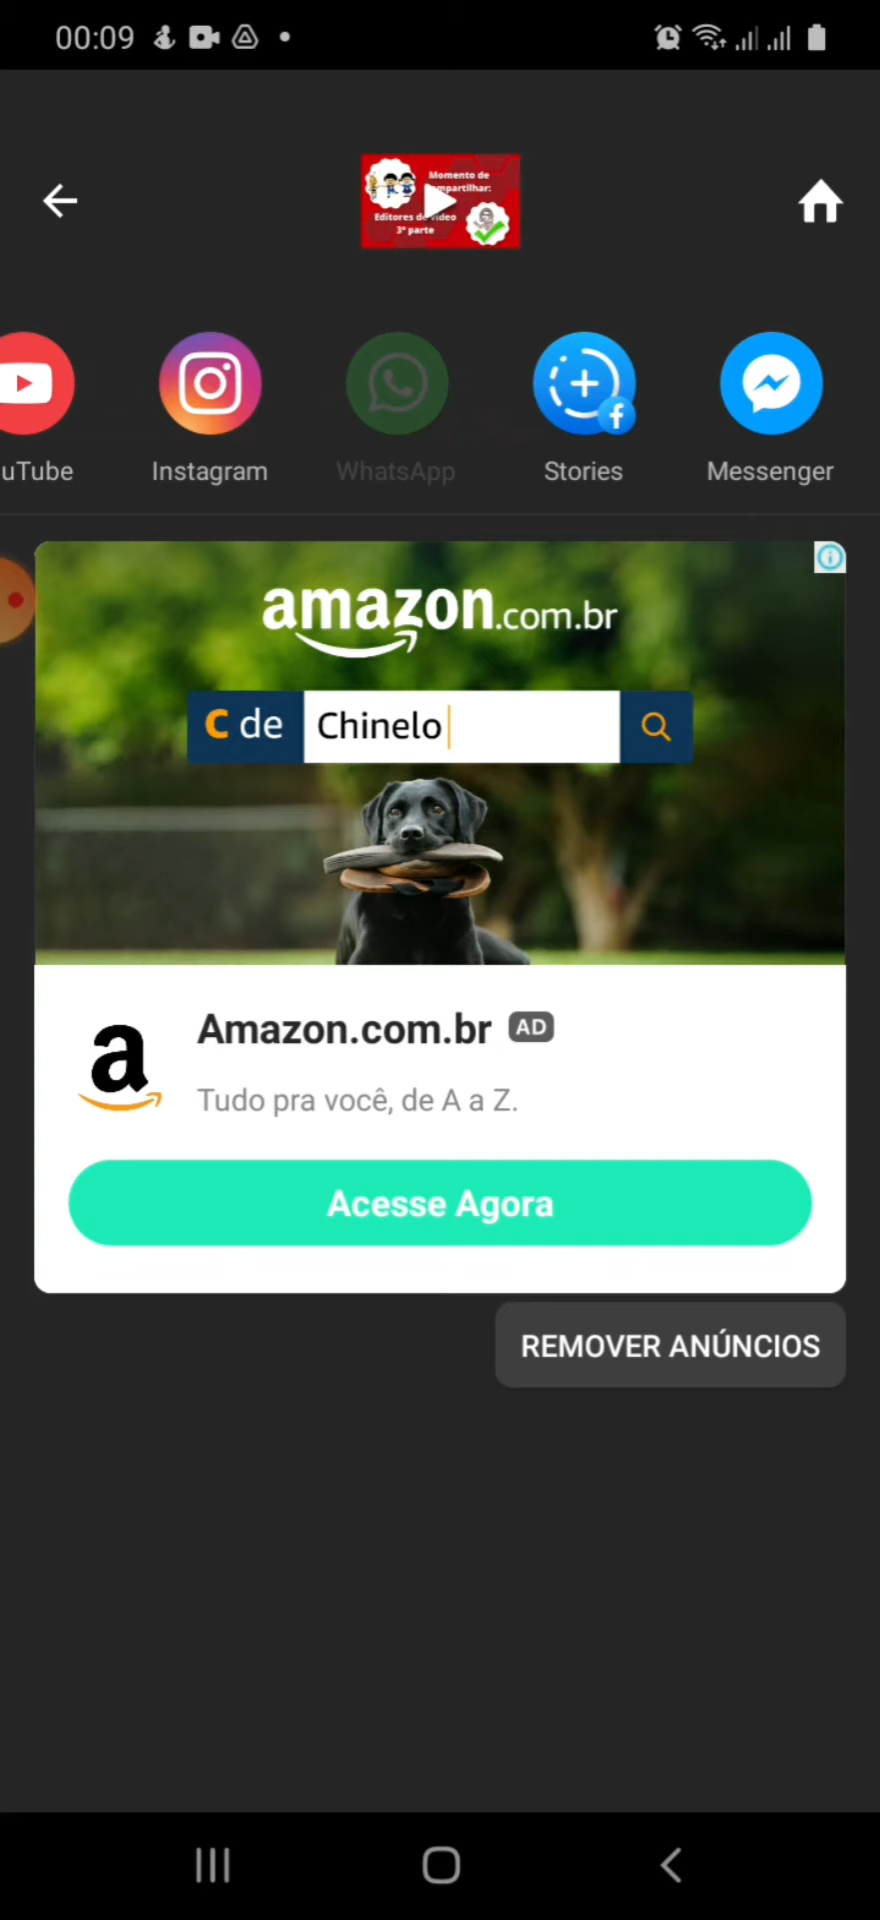 00:09
Momento de
compartilhar:
Editores de vídeo
3ª parte
uTube
Instagram
WhatsApp
Stories
Messenger
amazon.com.br
C de Chinelo
Amazon.com.br AD
Tudo pra você, de A a Z.
Acesse Agora
REMOVER ANÚNCIOS